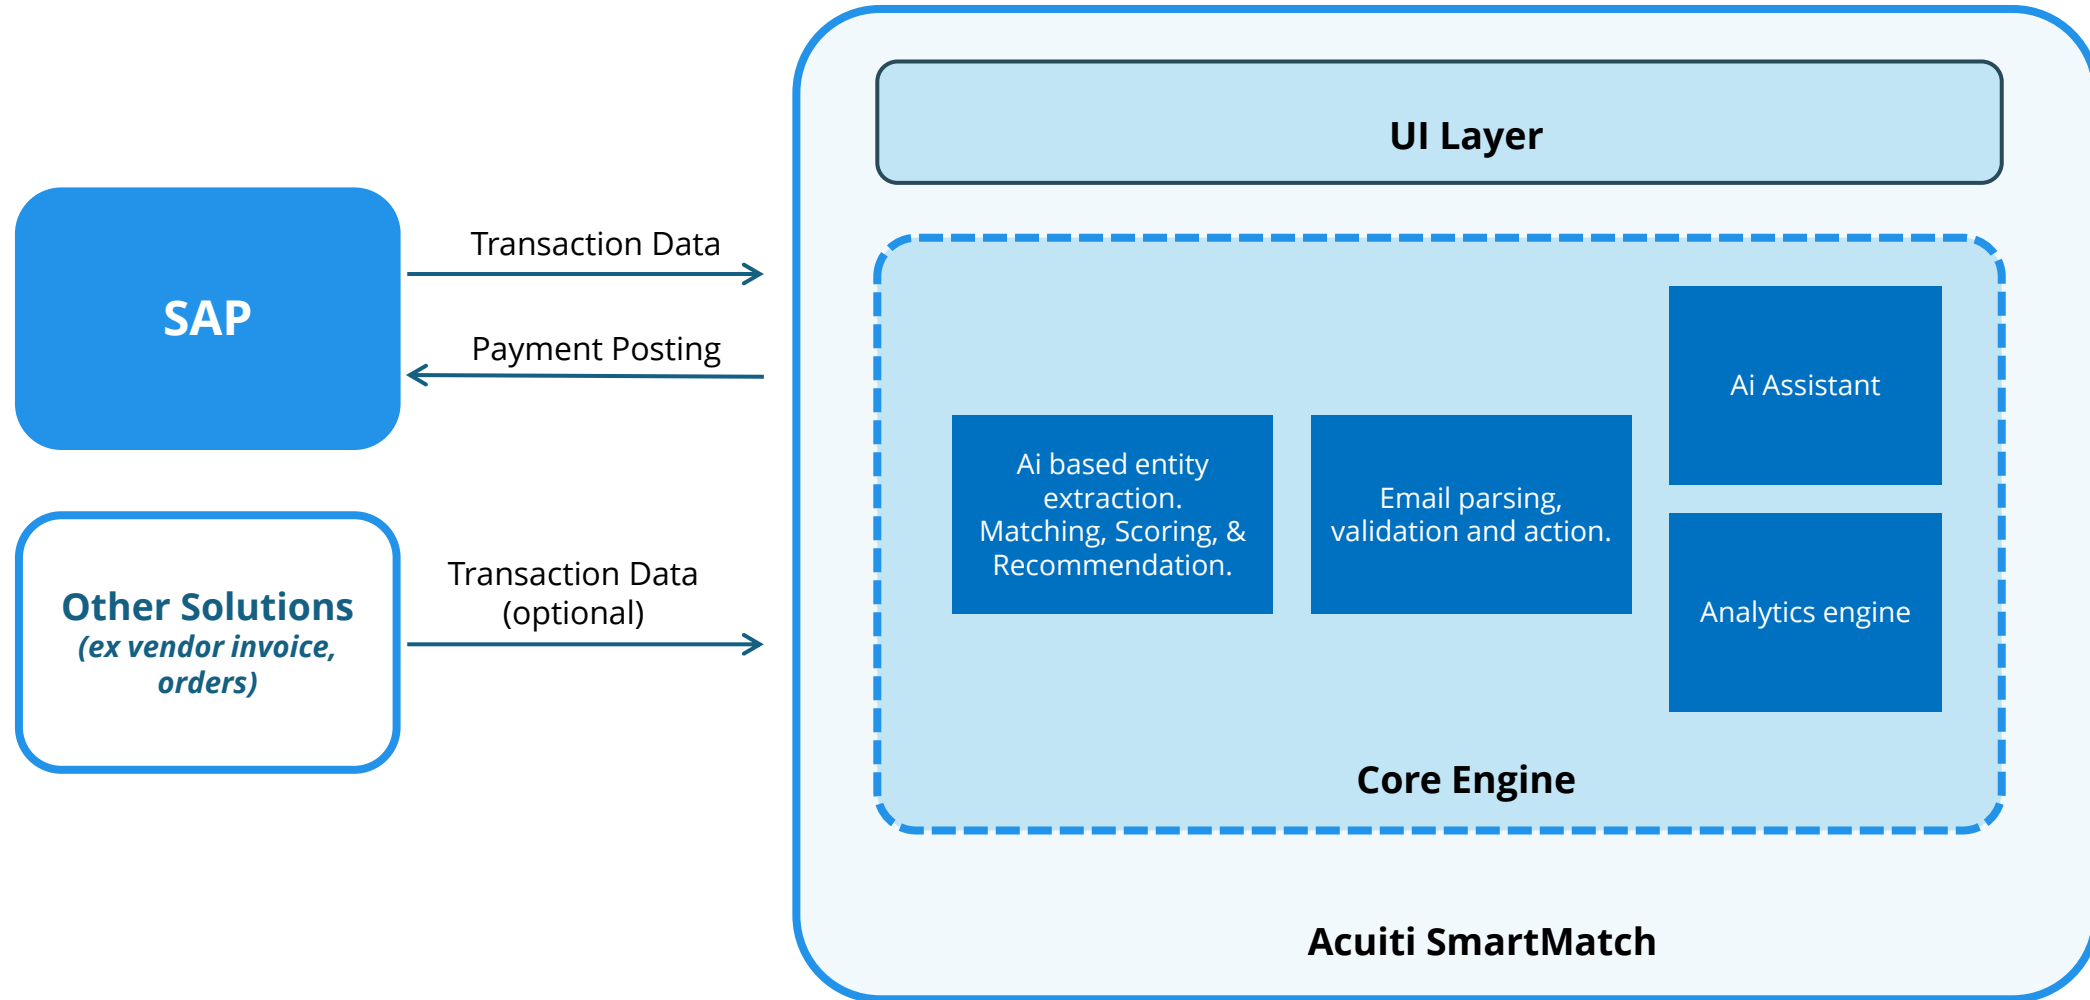 UI Layer
SAP
Transaction Data
Payment Posting
Other Solutions
(ex vendor invoice,
orders)
Transaction Data
(optional)
Ai based entity
extraction.
Matching, Scoring, &
Recommendation.
Email parsing,
validation and action.
Ai Assistant
Analytics engine
Core Engine
Acuiti SmartMatch